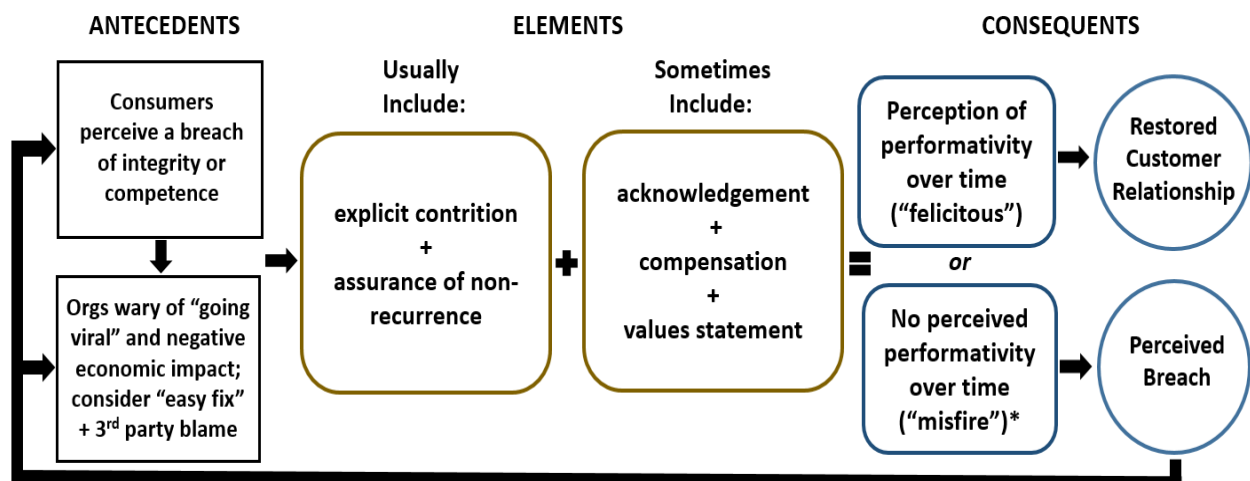 ANTECEDENTS
ELEMENTS
CONSEQUENTS
Consumers
perceive a breach
of integrity or
competence
Orgs wary of “going
viral” and negative
economic impact;
consider “easy fix”
+ 3rd party blame
Usually
Include:
explicit contrition
+
assurance of non-
recurrence
+
Sometimes
Include:
acknowledgement
+
compensation
+
values statement
=
Perception of
performativity
over time
(“felicitous”)
or
No perceived
performativity
over time
(“misfire”)*
Restored
Customer
Relationship
Perceived
Breach